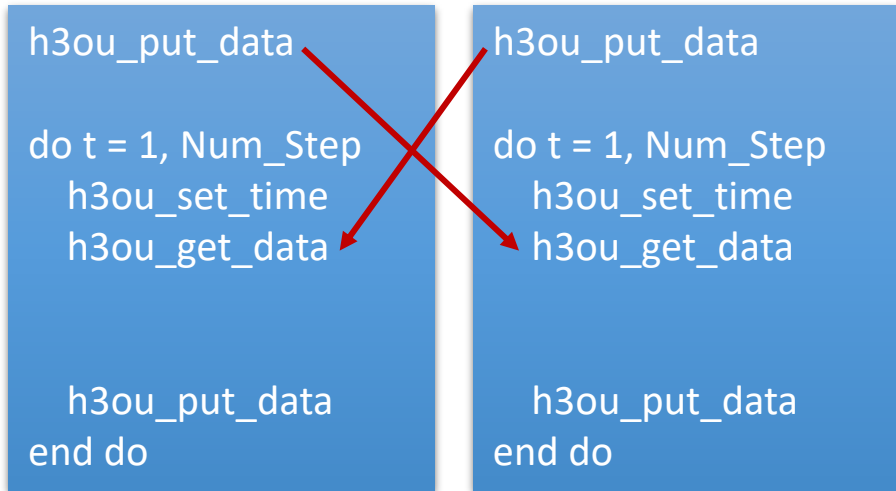 h3ou_put_data
do t = 1, Num_Step
h3ou_set_time
h3ou_get_data
h3ou_put_data
end do
h3ou_put_data
do t = 1, Num_Step
h3ou_set_time
h3ou_get_data
h3ou_put_data
end do